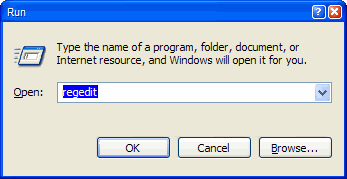 Run
Type the name of a program, folder, document, or
Internet resource, and Windows will open it for you.
Open: regedit
OK Cancel Browse...